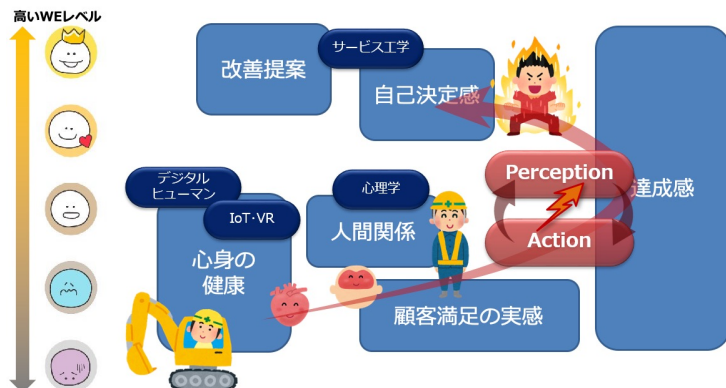 高いWEレベル
改善提案
サービス工学
自己決定感
デジタル
ヒューマン
IoT・VR
心身の
健康
心理学
人間関係
Perception
Action
達成感
顧客満足の実感